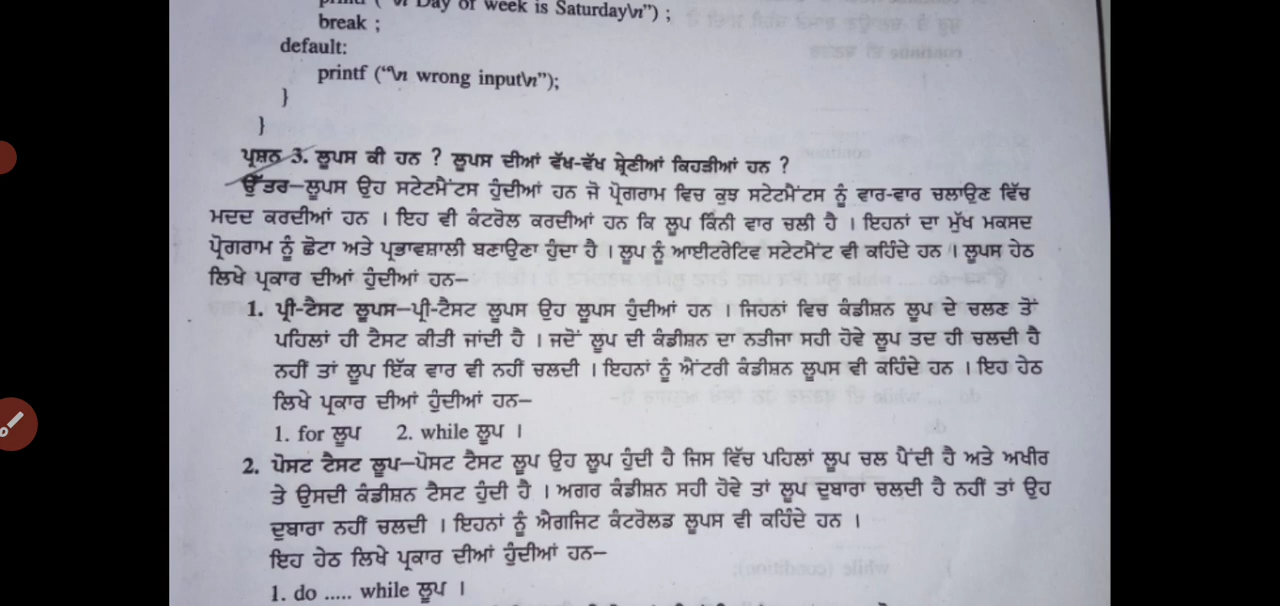 Day of week is Saturday\n") ;
break ;
default:
printf ("\n wrong input\n");
}
}
ਪ੍ਰਸ਼ਨ 3. ਲੂਪਸ ਕੀ ਹਨ ? ਲੂਪਸ ਦੀਆਂ ਵੱਖ-ਵੱਖ ਸ਼੍ਰੇਣੀਆਂ ਕਿਹੜੀਆਂ ਹਨ ?
ਉੱਤਰ—ਲੂਪਸ ਉਹ ਸਟੇਟਮੈਂਟਸ ਹੁੰਦੀਆਂ ਹਨ ਜੋ ਪ੍ਰੋਗਰਾਮ ਵਿਚ ਕੁਝ ਸਟੇਟਮੈਂਟਸ ਨੂੰ ਵਾਰ-ਵਾਰ ਚਲਾਉਣ ਵਿੱਚ
ਮਦਦ ਕਰਦੀਆਂ ਹਨ । ਇਹ ਵੀ ਕੰਟਰੋਲ ਕਰਦੀਆਂ ਹਨ ਕਿ ਲੂਪ ਕਿੰਨੀ ਵਾਰ ਚਲੀ ਹੈ । ਇਹਨਾਂ ਦਾ ਮੁੱਖ ਮਕਸਦ
ਪ੍ਰੋਗਰਾਮ ਨੂੰ ਛੋਟਾ ਅਤੇ ਪ੍ਰਭਾਵਸ਼ਾਲੀ ਬਣਾਉਣਾ ਹੁੰਦਾ ਹੈ । ਲੂਪ ਨੂੰ ਆਈਟਰੇਟਿਵ ਸਟੇਟਮੈਂਟ ਵੀ ਕਹਿੰਦੇ ਹਨ । ਲੂਪਸ ਹੇਠ
ਲਿਖੇ ਪ੍ਰਕਾਰ ਦੀਆਂ ਹੁੰਦੀਆਂ ਹਨ—
1. ਪ੍ਰੀ-ਟੈਸਟ ਲੂਪਸ—ਪ੍ਰੀ-ਟੈਸਟ ਲੂਪਸ ਉਹ ਲੂਪਸ ਹੁੰਦੀਆਂ ਹਨ । ਜਿਹਨਾਂ ਵਿਚ ਕੰਡੀਸ਼ਨ ਲੂਪ ਦੇ ਚਲਣ ਤੋਂ
ਪਹਿਲਾਂ ਹੀ ਟੈਸਟ ਕੀਤੀ ਜਾਂਦੀ ਹੈ । ਜਦੋਂ ਲੂਪ ਦੀ ਕੰਡੀਸ਼ਨ ਦਾ ਨਤੀਜਾ ਸਹੀ ਹੋਵੇ ਲੂਪ ਤਦ ਹੀ ਚਲਦੀ ਹੈ
ਨਹੀਂ ਤਾਂ ਲੂਪ ਇੱਕ ਵਾਰ ਵੀ ਨਹੀਂ ਚਲਦੀ । ਇਹਨਾਂ ਨੂੰ ਐਂਟਰੀ ਕੰਡੀਸ਼ਨ ਲੂਪਸ ਵੀ ਕਹਿੰਦੇ ਹਨ । ਇਹ ਹੇਠ
ਲਿਖੇ ਪ੍ਰਕਾਰ ਦੀਆਂ ਹੁੰਦੀਆਂ ਹਨ—
1. for ਲੂਪ 2. while ਲੂਪ ।
2. ਪੋਸਟ ਟੈਸਟ ਲੂਪ—ਪੋਸਟ ਟੈਸਟ ਲੂਪ ਉਹ ਲੂਪ ਹੁੰਦੀ ਹੈ ਜਿਸ ਵਿੱਚ ਪਹਿਲਾਂ ਲੂਪ ਚਲ ਪੈਂਦੀ ਹੈ ਅਤੇ ਅਖੀਰ
ਤੇ ਉਸਦੀ ਕੰਡੀਸ਼ਨ ਟੈਸਟ ਹੁੰਦੀ ਹੈ । ਅਗਰ ਕੰਡੀਸ਼ਨ ਸਹੀ ਹੋਵੇ ਤਾਂ ਲੂਪ ਦੁਬਾਰਾ ਚਲਦੀ ਹੈ ਨਹੀਂ ਤਾਂ ਉਹ
ਦੁਬਾਰਾ ਨਹੀਂ ਚਲਦੀ । ਇਹਨਾਂ ਨੂੰ ਐਗਜਿਟ ਕੰਟਰੋਲਡ ਲੂਪਸ ਵੀ ਕਹਿੰਦੇ ਹਨ ।
ਇਹ ਹੇਠ ਲਿਖੇ ਪ੍ਰਕਾਰ ਦੀਆਂ ਹੁੰਦੀਆਂ ਹਨ—
1. do ..... while ਲੂਪ ।